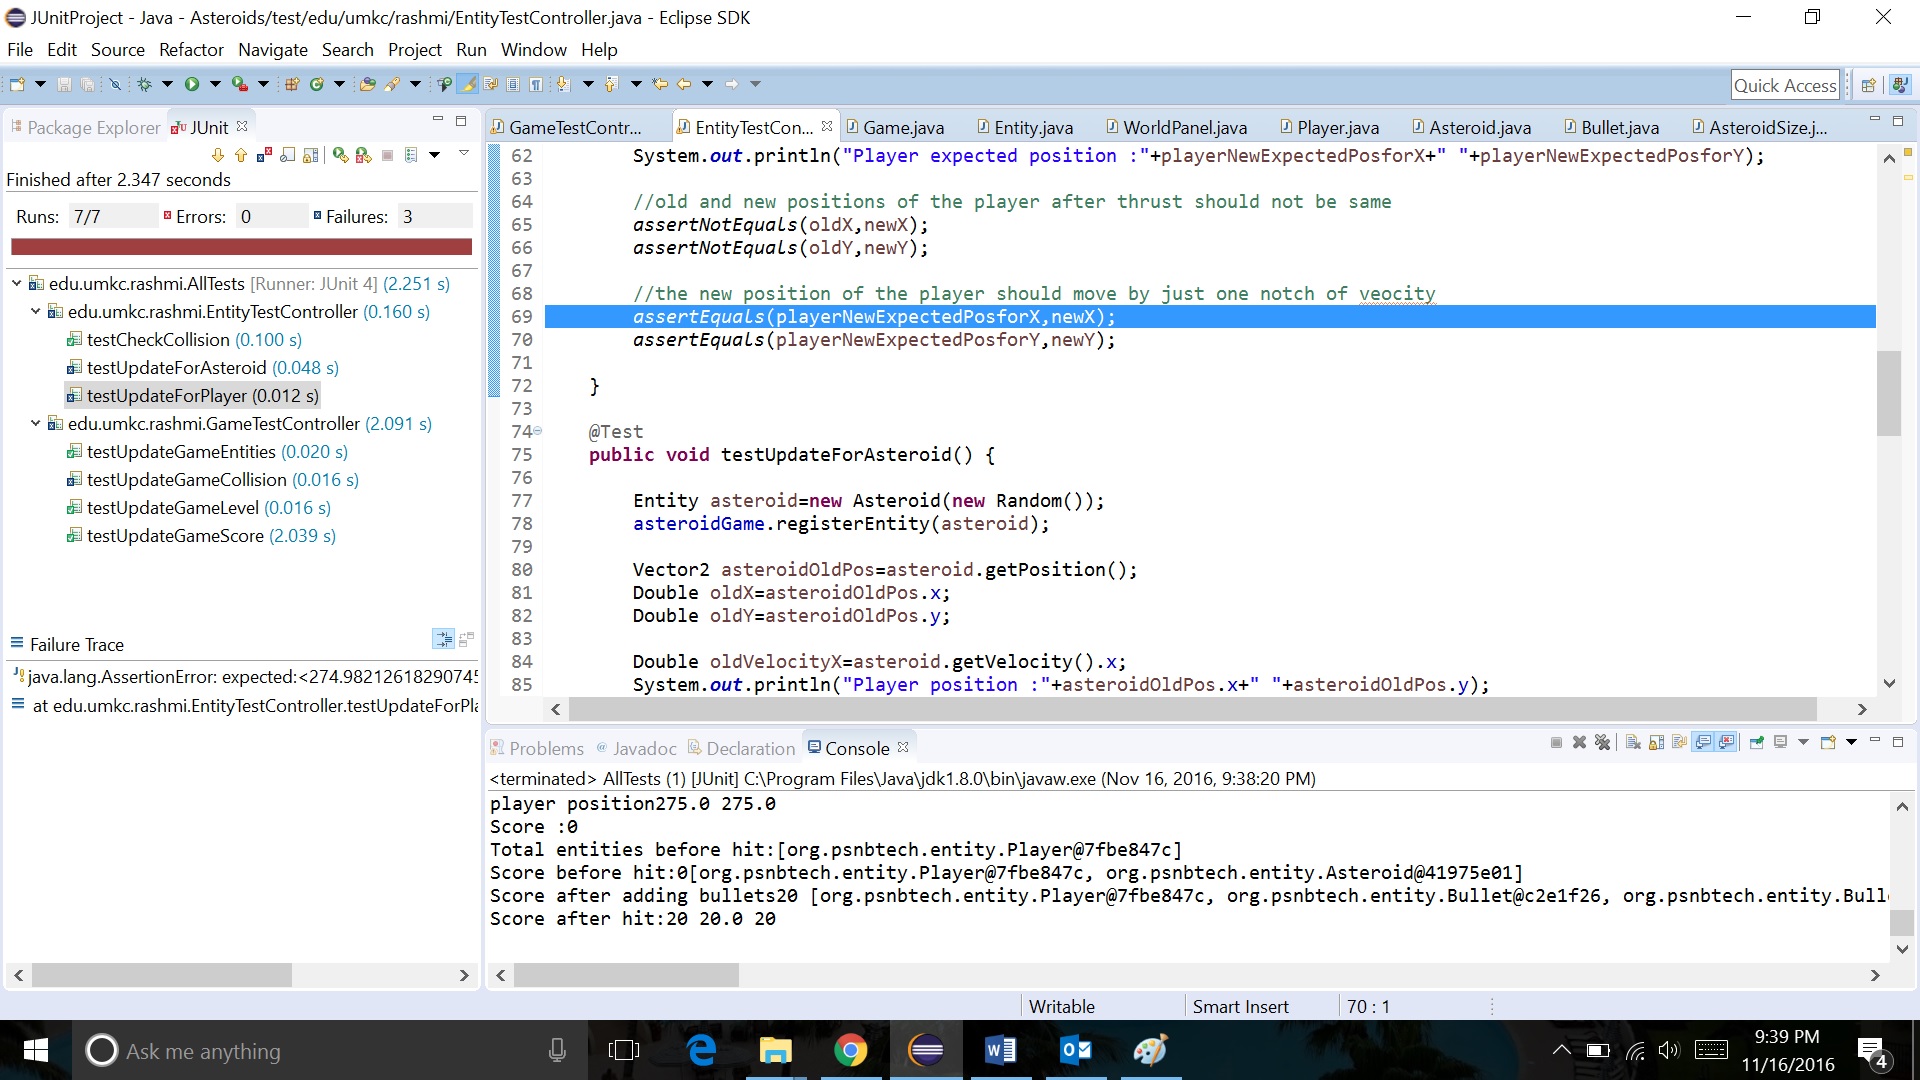 JUnitProject - Java - Asteroids/test/edu/umkc/rashmi/EntityTestController.java - Eclipse SDK
File Edit Source Refactor Navigate Search Project Run Window Help
Quick Access
Package Explorer JUnit
Finished after 2.347 seconds
Runs: 7/7 Errors: 0 Failures: 3
edu.umkc.rashmi.AllTests [Runner: JUnit 4] (2.251 s)
edu.umkc.rashmi.EntityTestController (0.160 s)
testCheckCollision (0.100 s)
testUpdateForAsteroid (0.048 s)
testUpdateForPlayer (0.012 s)
edu.umkc.rashmi.GameTestController (2.091 s)
testUpdateGameEntities (0.020 s)
testUpdateGameCollision (0.016 s)
testUpdateGameLevel (0.016 s)
testUpdateGameScore (2.039 s)
Failure Trace
java.lang.AssertionError: expected:<274.9821261829074
at edu.umkc.rashmi.EntityTestController.testUpdateForPla
GameTestContr... EntityTestCon... Game.java Entity.java WorldPanel.java Player.java Asteroid.java Bullet.java AsteroidSize.j...
62 System.out.println("Player expected position :"+playerNewExpectedPosforX+" "+playerNewExpectedPosforY);
63
64 //old and new positions of the player after thrust should not be same
65 assertNotEquals(oldX,newX);
66 assertNotEquals(oldY,newY);
67
68 //the new position of the player should move by just one notch of veocity
69 assertEquals(playerNewExpectedPosforX,newX);
70 assertEquals(playerNewExpectedPosforY,newY);
71
72 }
73
74 @Test
75 public void testUpdateForAsteroid() {
76
77 Entity asteroid=new Asteroid(new Random());
78 asteroidGame.registerEntity(asteroid);
79
80 Vector2 asteroidOldPos=asteroid.getPosition();
81 Double oldX=asteroidOldPos.x;
82 Double oldY=asteroidOldPos.y;
83
84 Double oldVelocityX=asteroid.getVelocity().x;
85 System.out.println("Player position :"+asteroidOldPos.x+" "+asteroidOldPos.y);
Problems Javadoc Declaration Console
<terminated> AllTests (1) [JUnit] C:\Program Files\Java\jdk1.8.0\bin\javaw.exe (Nov 16, 2016, 9:38:20 PM)
player position275.0 275.0
Score :0
Total entities before hit:[org.psnbtech.entity.Player@7fbe847c]
Score before hit:0[org.psnbtech.entity.Player@7fbe847c, org.psnbtech.entity.Asteroid@41975e01]
Score after adding bullets20 [org.psnbtech.entity.Player@7fbe847c, org.psnbtech.entity.Bullet@c2e1f26, org.psnbtech.entity.Bull
Score after hit:20 20.0 20
Writable Smart Insert 70 : 1
Ask me anything
9:39 PM
11/16/2016
4